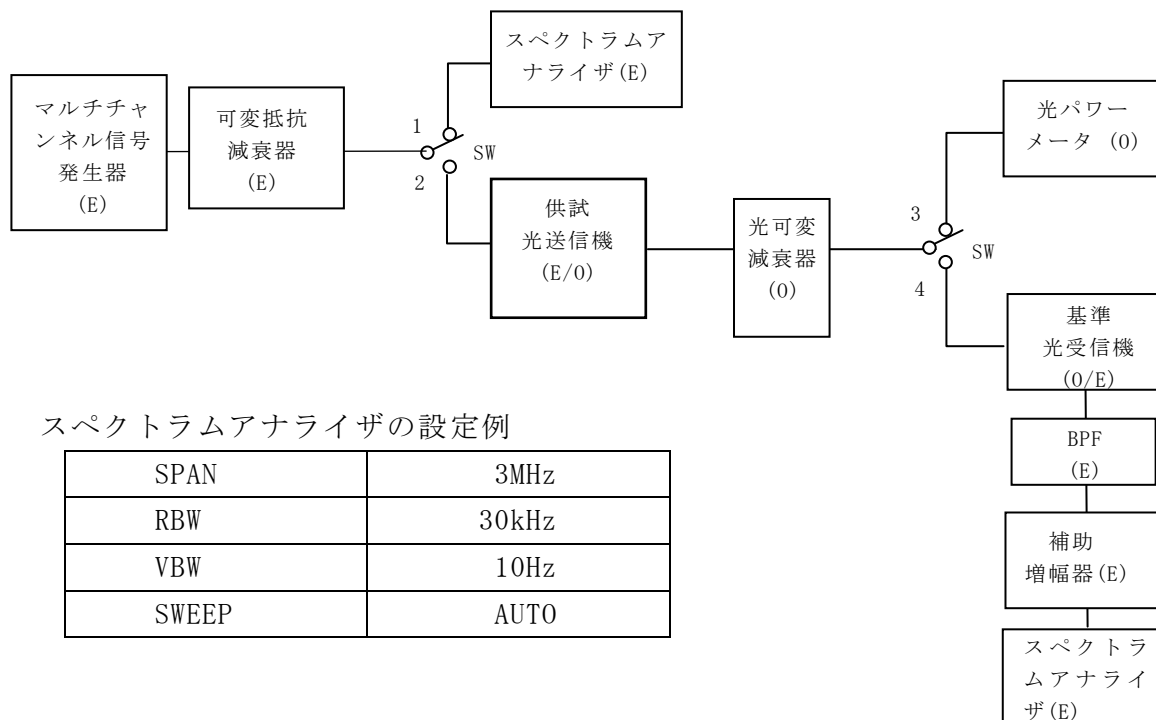 スペクトラムア
ナライザ(E)
マルチチャ
ンネル信号
発生器
(E)
可変抵抗
減衰器
(E)
1
SW
2
供試
光送信機
(E/O)
光可変
減衰器
(O)
光パワー
メータ (O)
3
SW
4
基準
光受信機
(O/E)
BPF
(E)
補助
増幅器(E)
スペクトラ
ムアナライ
ザ(E)
スペクトラムアナライザの設定例
SPAN 3MHz
RBW 30kHz
VBW 10Hz
SWEEP AUTO